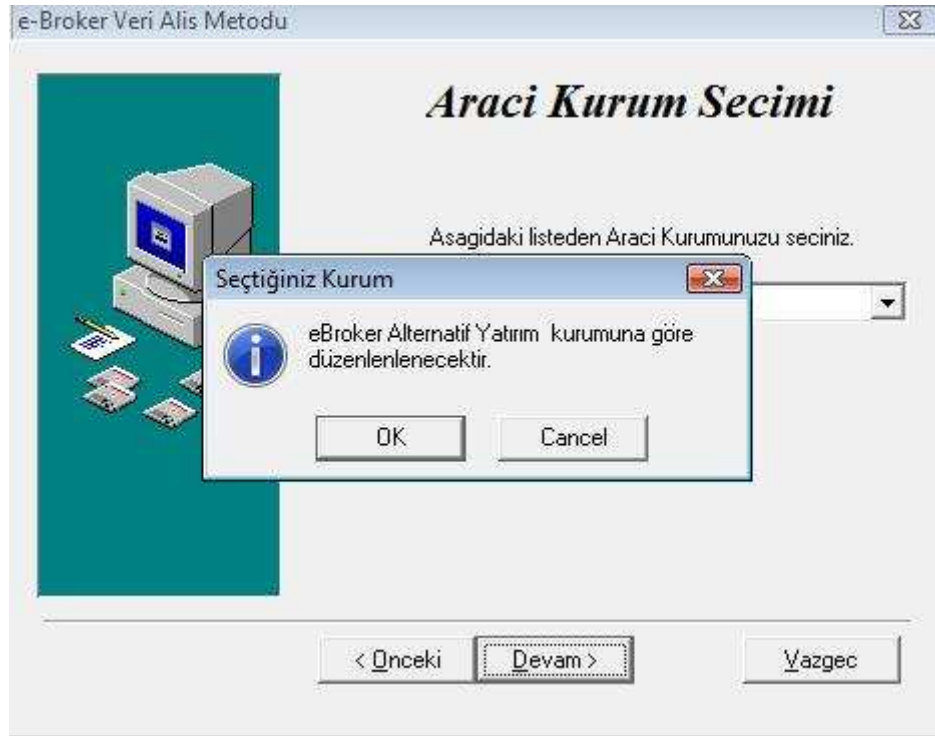 e-Broker Veri Alis Metodu
Araci Kurum Secimi
Asagidaki listeden Araci Kurumunuzu seciniz.
Seçtiğiniz Kurum
eBroker Alternatif Yatırım kurumuna göre
düzenlenlenecektir.
OK Cancel
< Onceki Devam > Vazgec